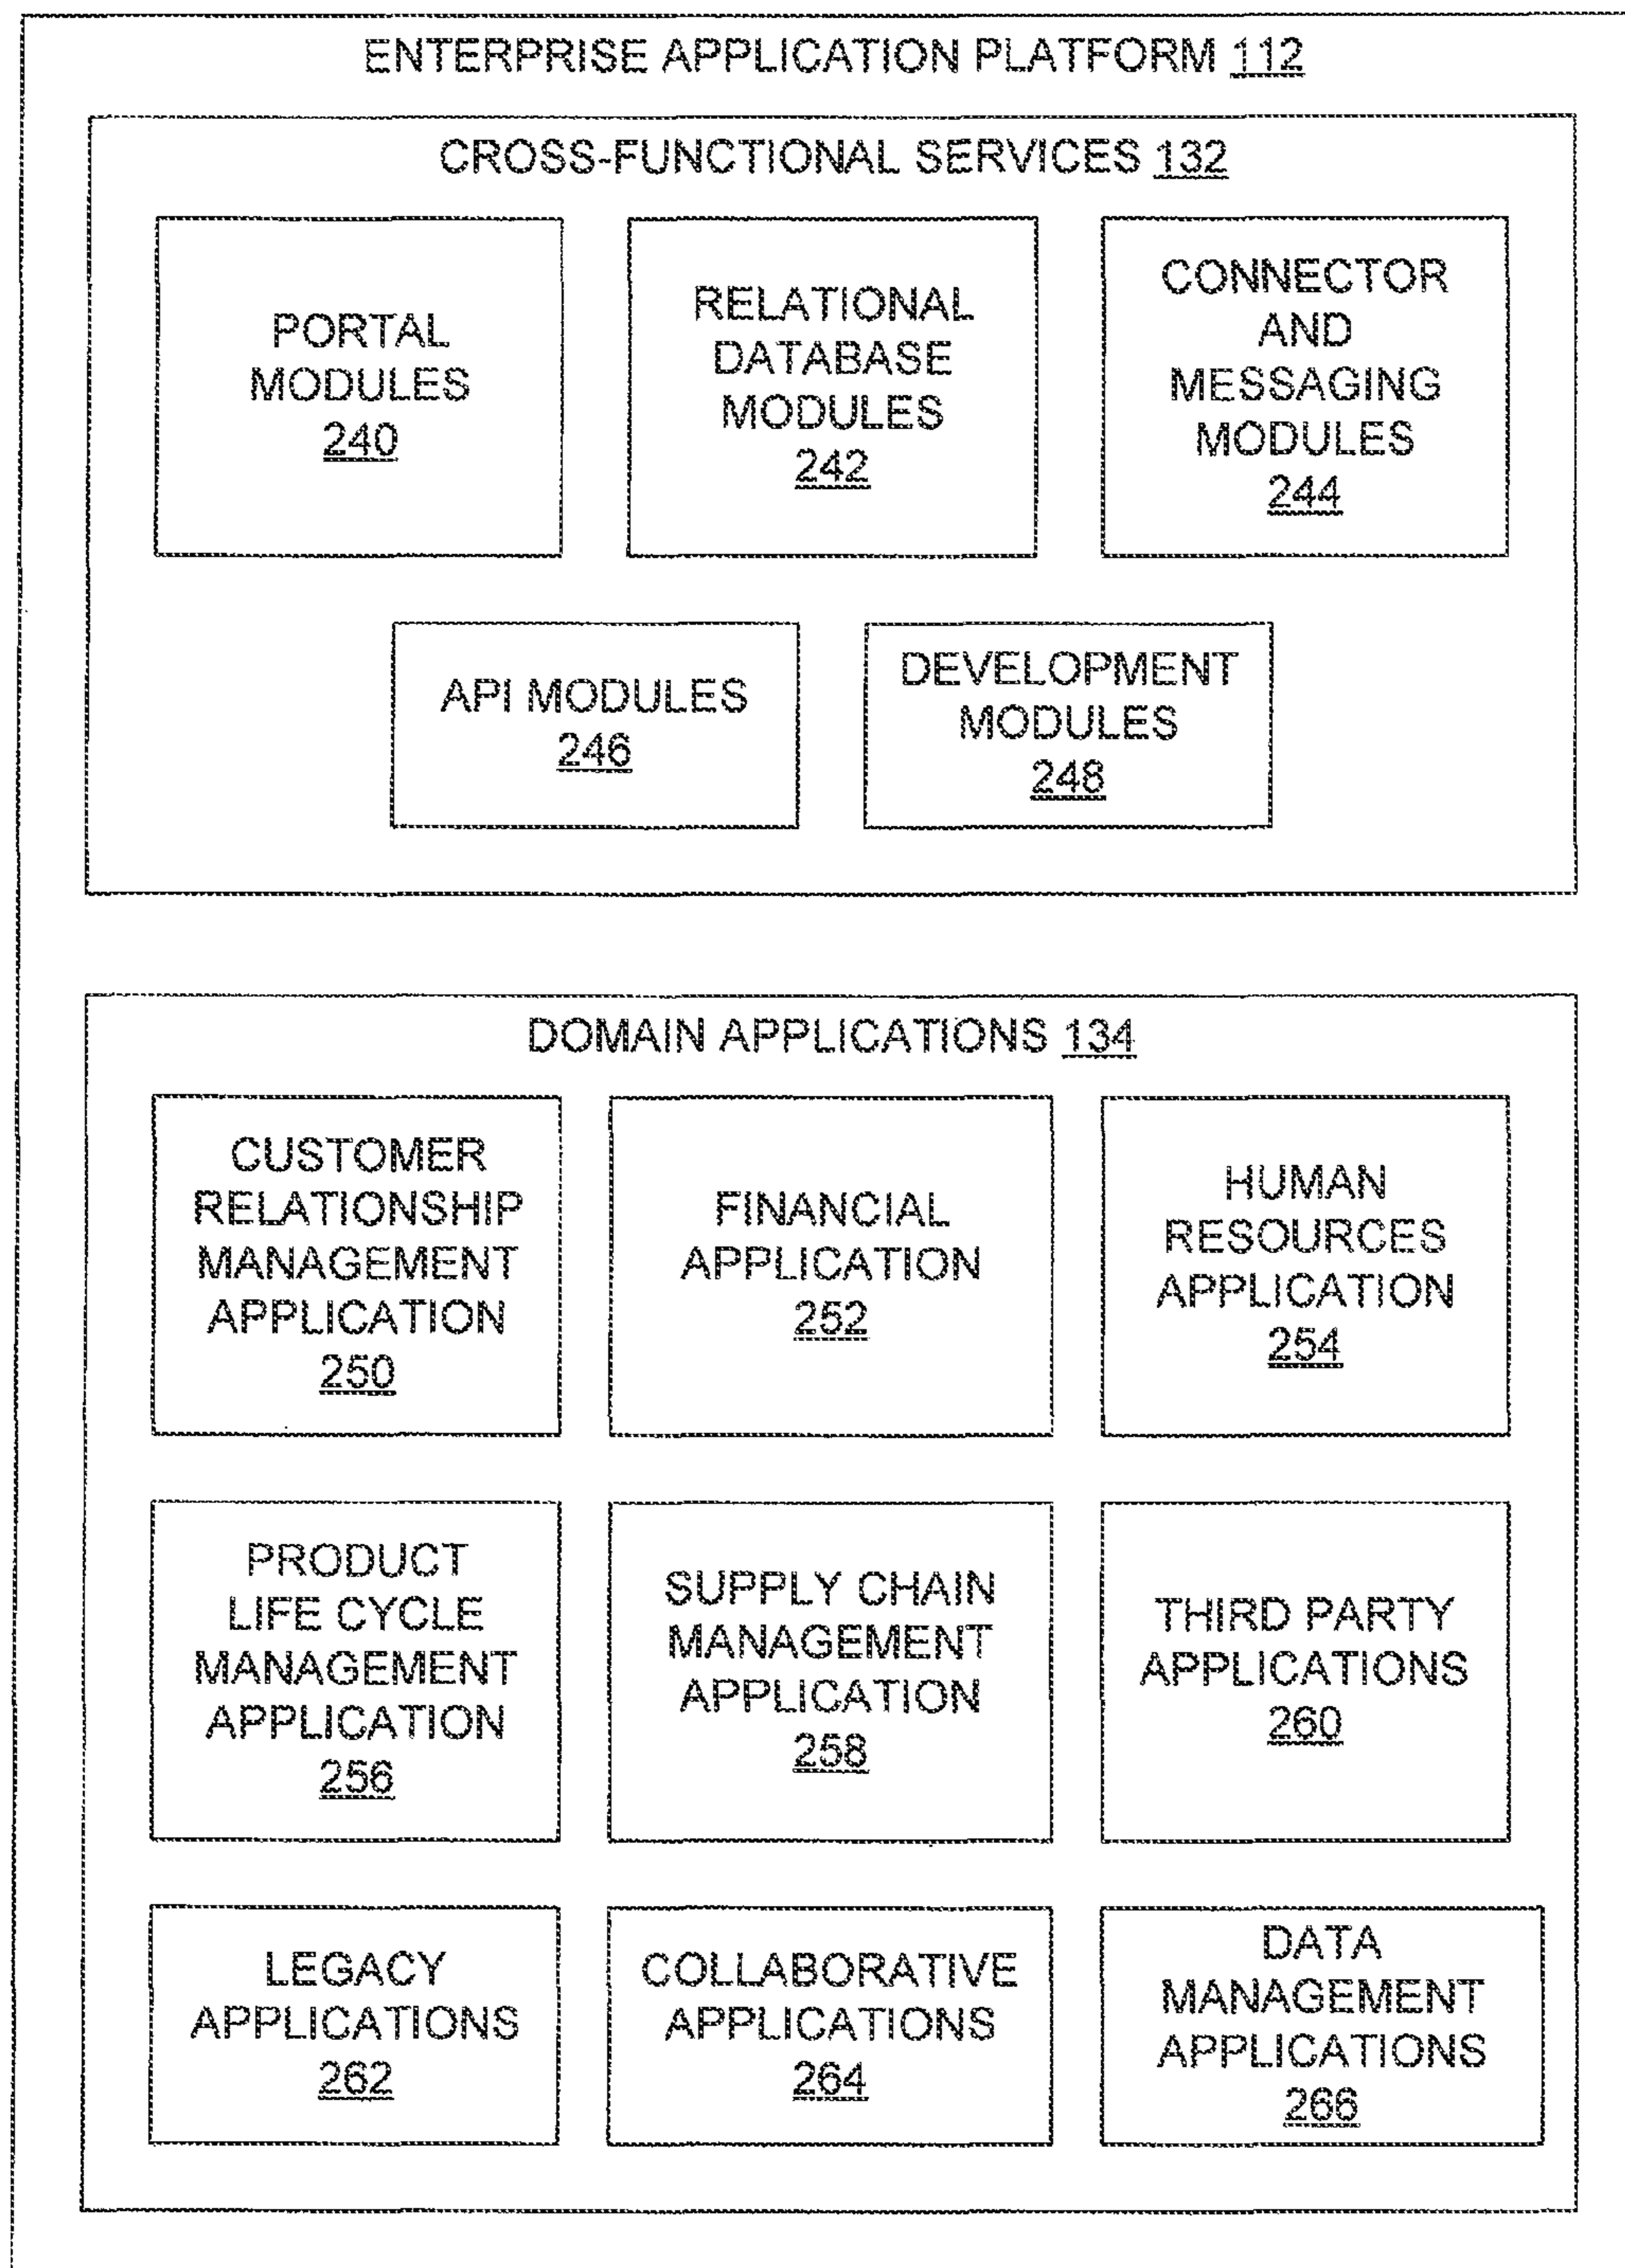 ENTERPRISE APPLICATION PLATFORM 112
CROSS-FUNCTIONAL SERVICES 132
PORTAL
MODULES
240
RELATIONAL
DATABASE
MODULES
242
CONNECTOR
AND
MESSAGING
MODULES
244
API MODULES
246
DEVELOPMENT
MODULES
248
DOMAIN APPLICATIONS 134
CUSTOMER
RELATIONSHIP
MANAGEMENT
APPLICATION
250
FINANCIAL
APPLICATION
252
HUMAN
RESOURCES
APPLICATION
254
PRODUCT
LIFE CYCLE
MANAGEMENT
APPLICATION
256
SUPPLY CHAIN
MANAGEMENT
APPLICATION
258
THIRD PARTY
APPLICATIONS
260
LEGACY
APPLICATIONS
262
COLLABORATIVE
APPLICATIONS
264
DATA
MANAGEMENT
APPLICATIONS
266